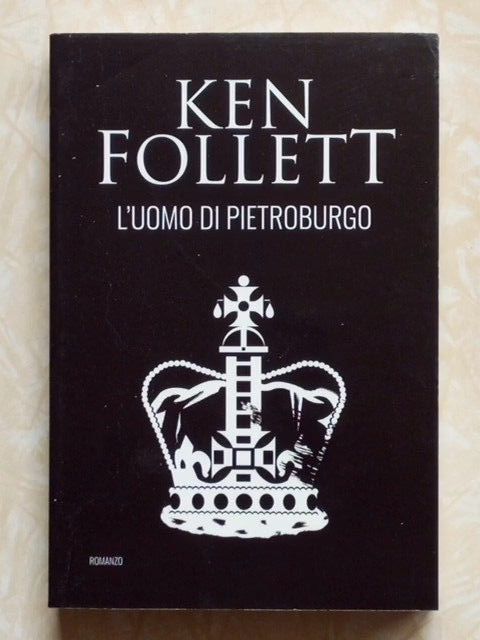 KEN
FOLLETT
L'UOMO DI PIETROBURGO
ROMANZO